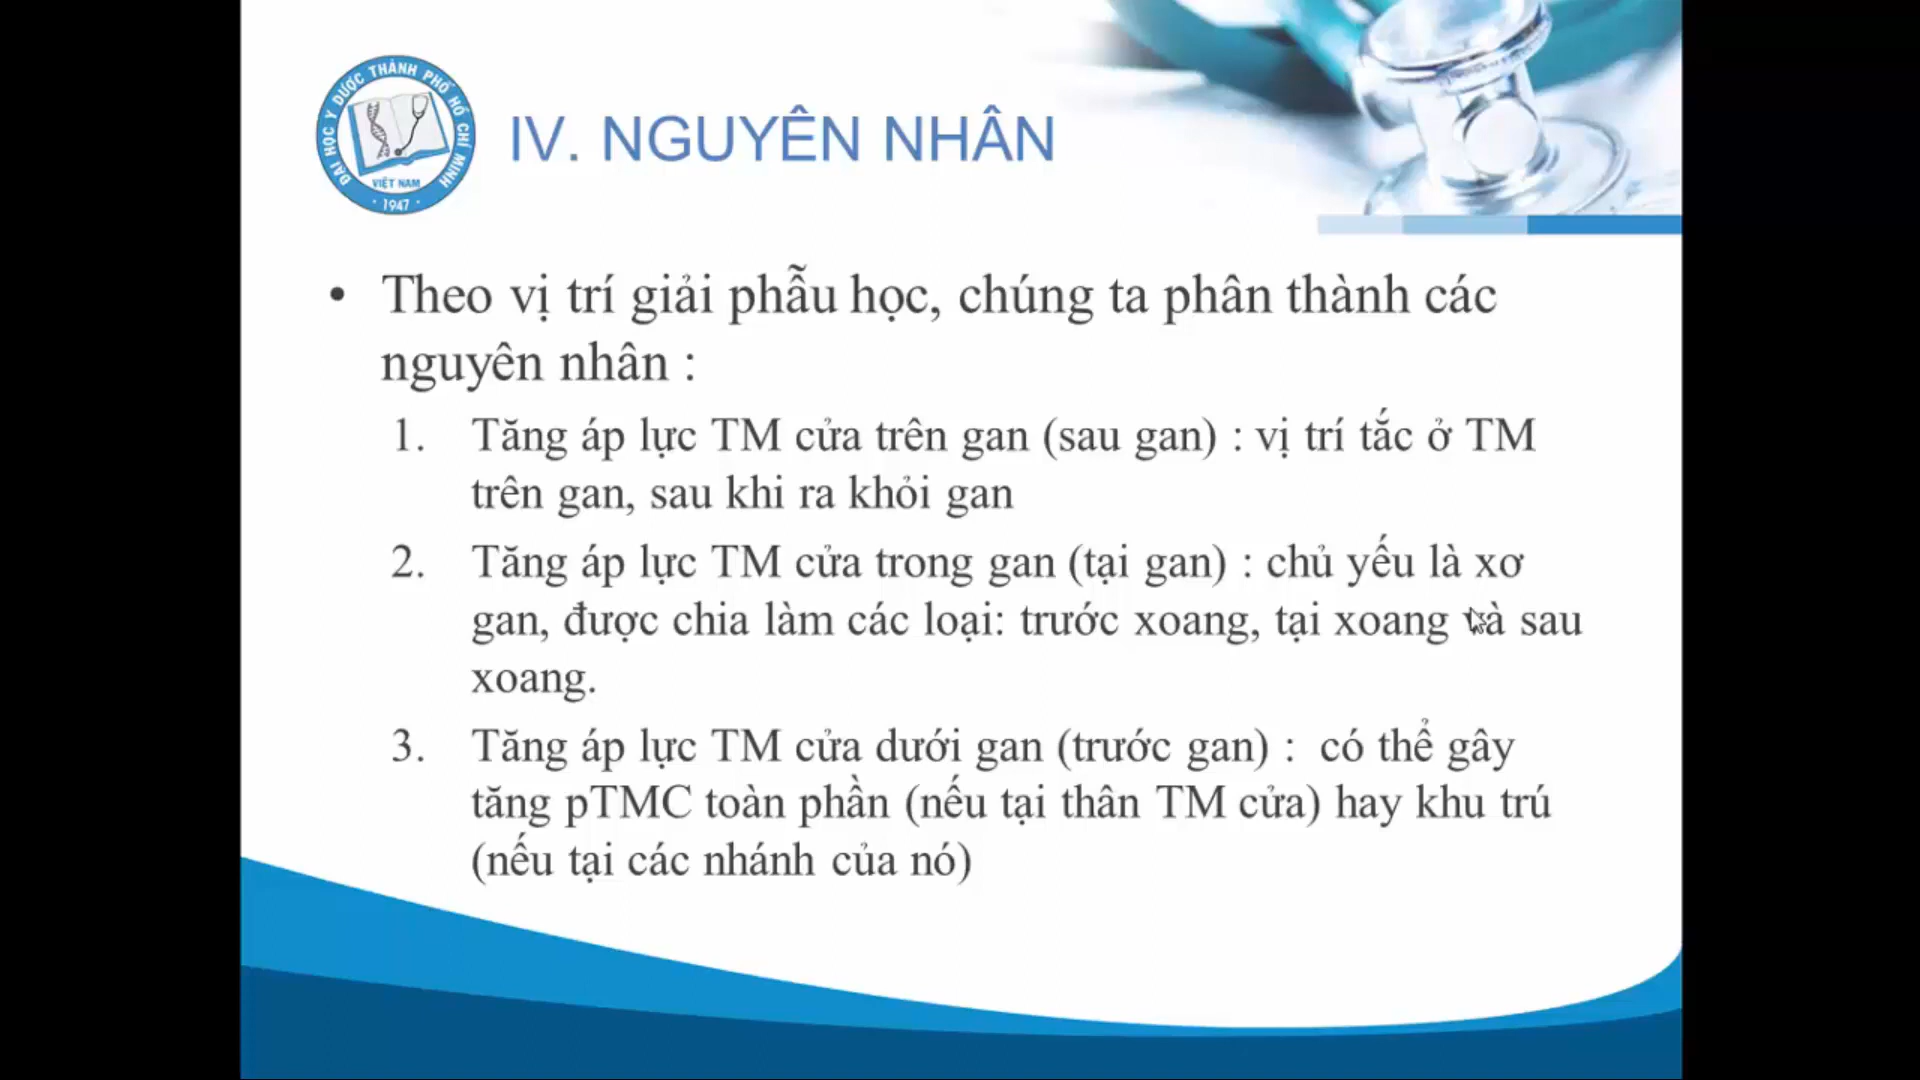 ĐẠI HỌC Y DƯỢC THÀNH PHỐ HỒ CHÍ MINH
VIỆT NAM
· 1947 ·
IV. NGUYÊN NHÂN
• Theo vị trí giải phẫu học, chúng ta phân thành các
nguyên nhân :
1. Tăng áp lực TM cửa trên gan (sau gan) : vị trí tắc ở TM
trên gan, sau khi ra khỏi gan
2. Tăng áp lực TM cửa trong gan (tại gan) : chủ yếu là xơ
gan, được chia làm các loại: trước xoang, tại xoang và sau
xoang.
3. Tăng áp lực TM cửa dưới gan (trước gan) : có thể gây
tăng pTMC toàn phần (nếu tại thân TM cửa) hay khu trú
(nếu tại các nhánh của nó)